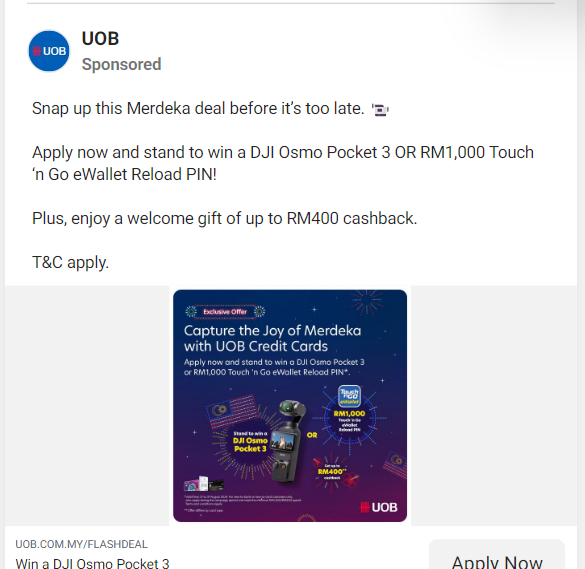 UOB
UOB
Sponsored
Snap up this Merdeka deal before it's too late.
Apply now and stand to win a DJI Osmo Pocket 3 OR RM1,000 Touch
'n Go eWallet Reload PIN!
Plus, enjoy a welcome gift of up to RM400 cashback.
T&C apply.
Exclusive Offer
Capture the Joy of Merdeka
with UOB Credit Cards
Apply now and stand to win a DJI Osmo Pocket 3
or RM1,000 Touch 'n Go eWallet Reload PIN*.
Touch
'n GO
eWallet
RM1,000
Touch 'n Go
eWallet
Reload PIN
Stand to win a
DJI Osmo
Pocket 3
OR
Get up to
RM400**
cashback
UOB
UOB.COM.MY/FLASHDEAL
Win a DJI Osmo Pocket 3
Apply Now